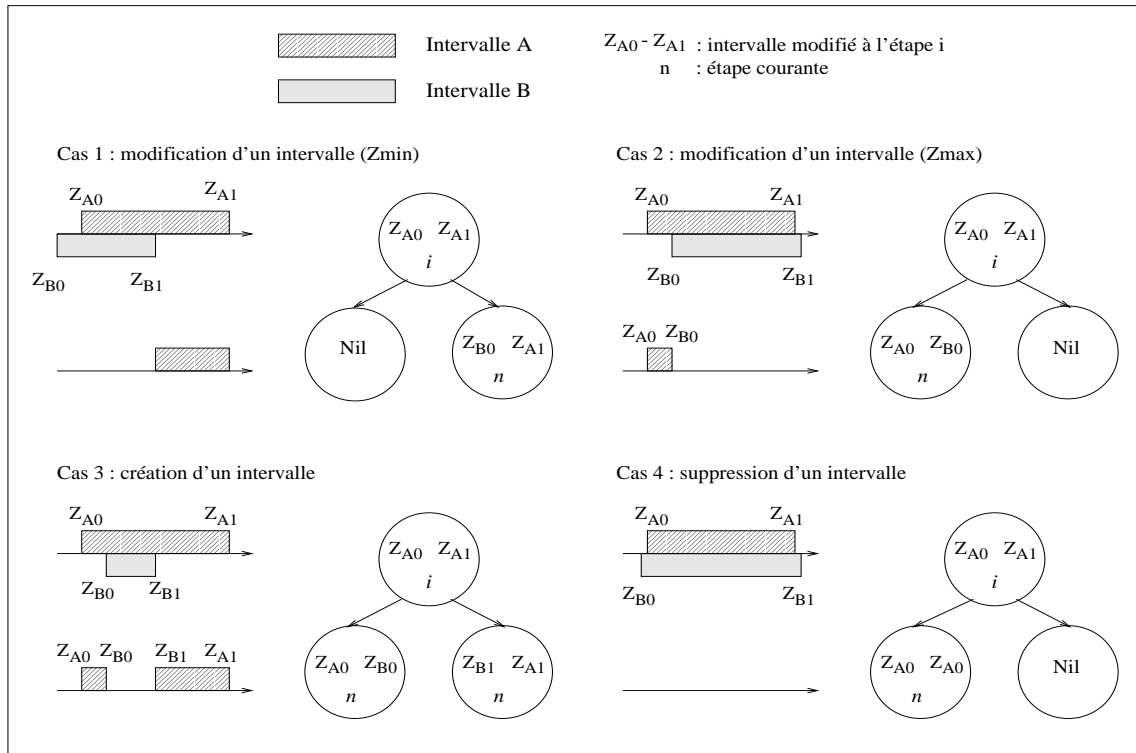 Intervalle A
Z_A0 - Z_A1 : intervalle modifié à l'étape i
Intervalle B
n : étape courante
Cas 1 : modification d'un intervalle (Zmin)
Z_A0 Z_A1
Z_B0 Z_B1
Z_A0 Z_A1
i
Nil
Z_B0 Z_A1
n
Cas 2 : modification d'un intervalle (Zmax)
Z_A0 Z_A1
Z_B0 Z_B1
Z_A0 Z_B0
Z_A0 Z_A1
i
Z_A0 Z_B0
n
Nil
Cas 3 : création d'un intervalle
Z_A0 Z_A1
Z_B0 Z_B1
Z_A0 Z_B0 Z_B1 Z_A1
Z_A0 Z_A1
i
Z_A0 Z_B0
n
Z_B1 Z_A1
n
Cas 4 : suppression d'un intervalle
Z_A0 Z_A1
Z_B0 Z_B1
Z_A0 Z_A1
i
Z_A0 Z_A0
n
Nil